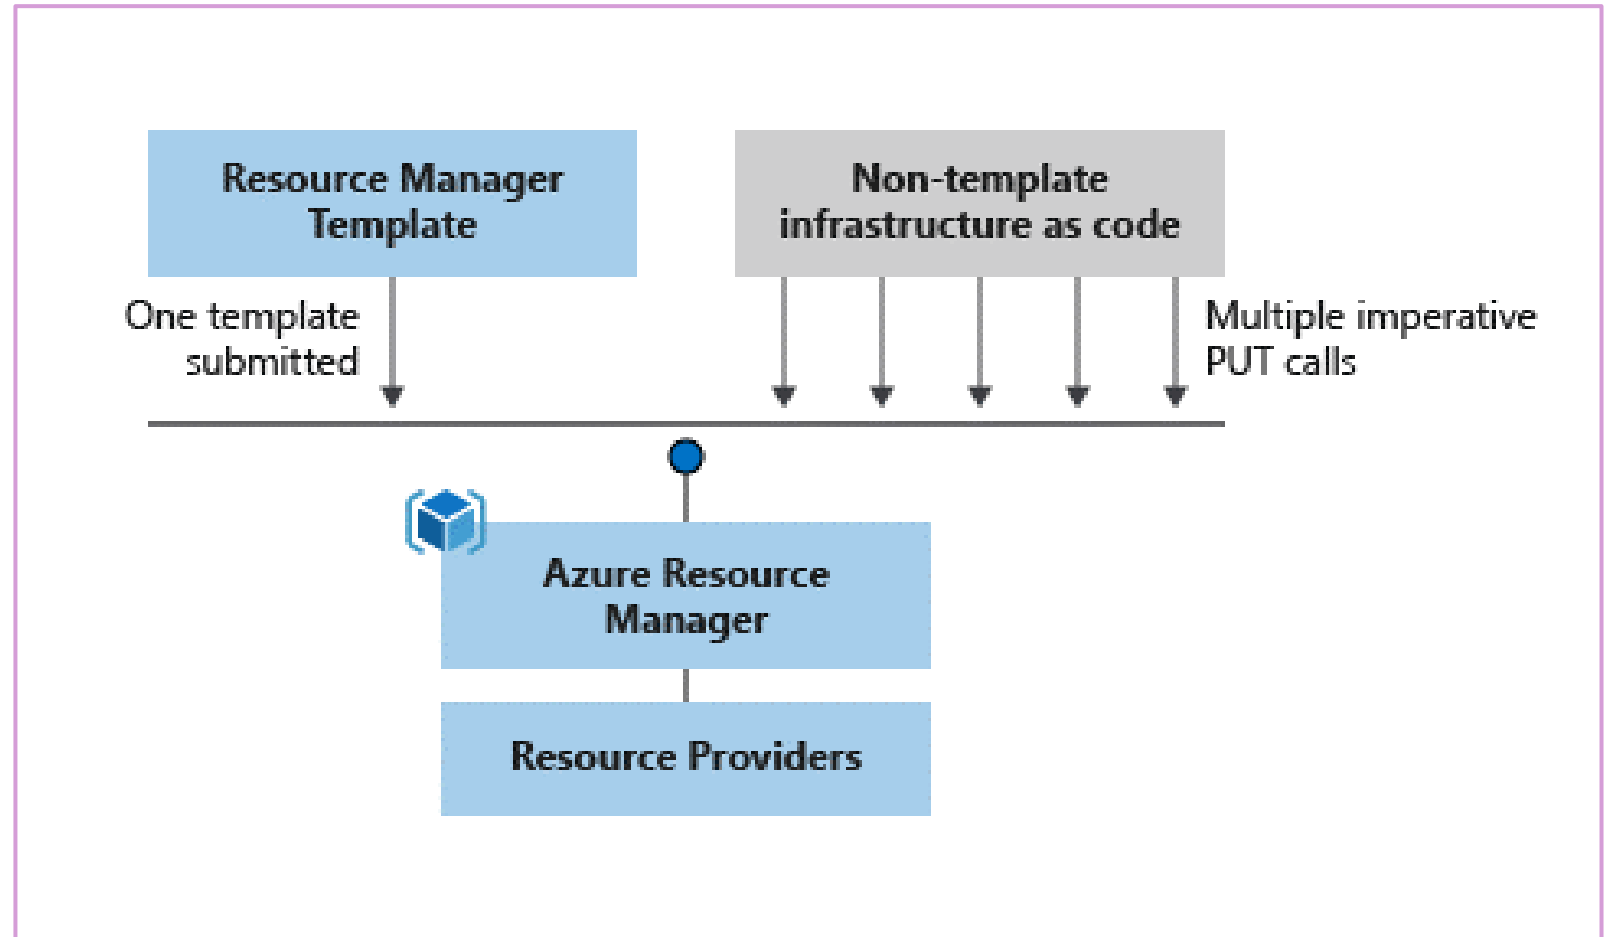 Resource Manager
Template
Non-template
infrastructure as code
One template
submitted
Multiple imperative
PUT calls
Azure Resource
Manager
Resource Providers